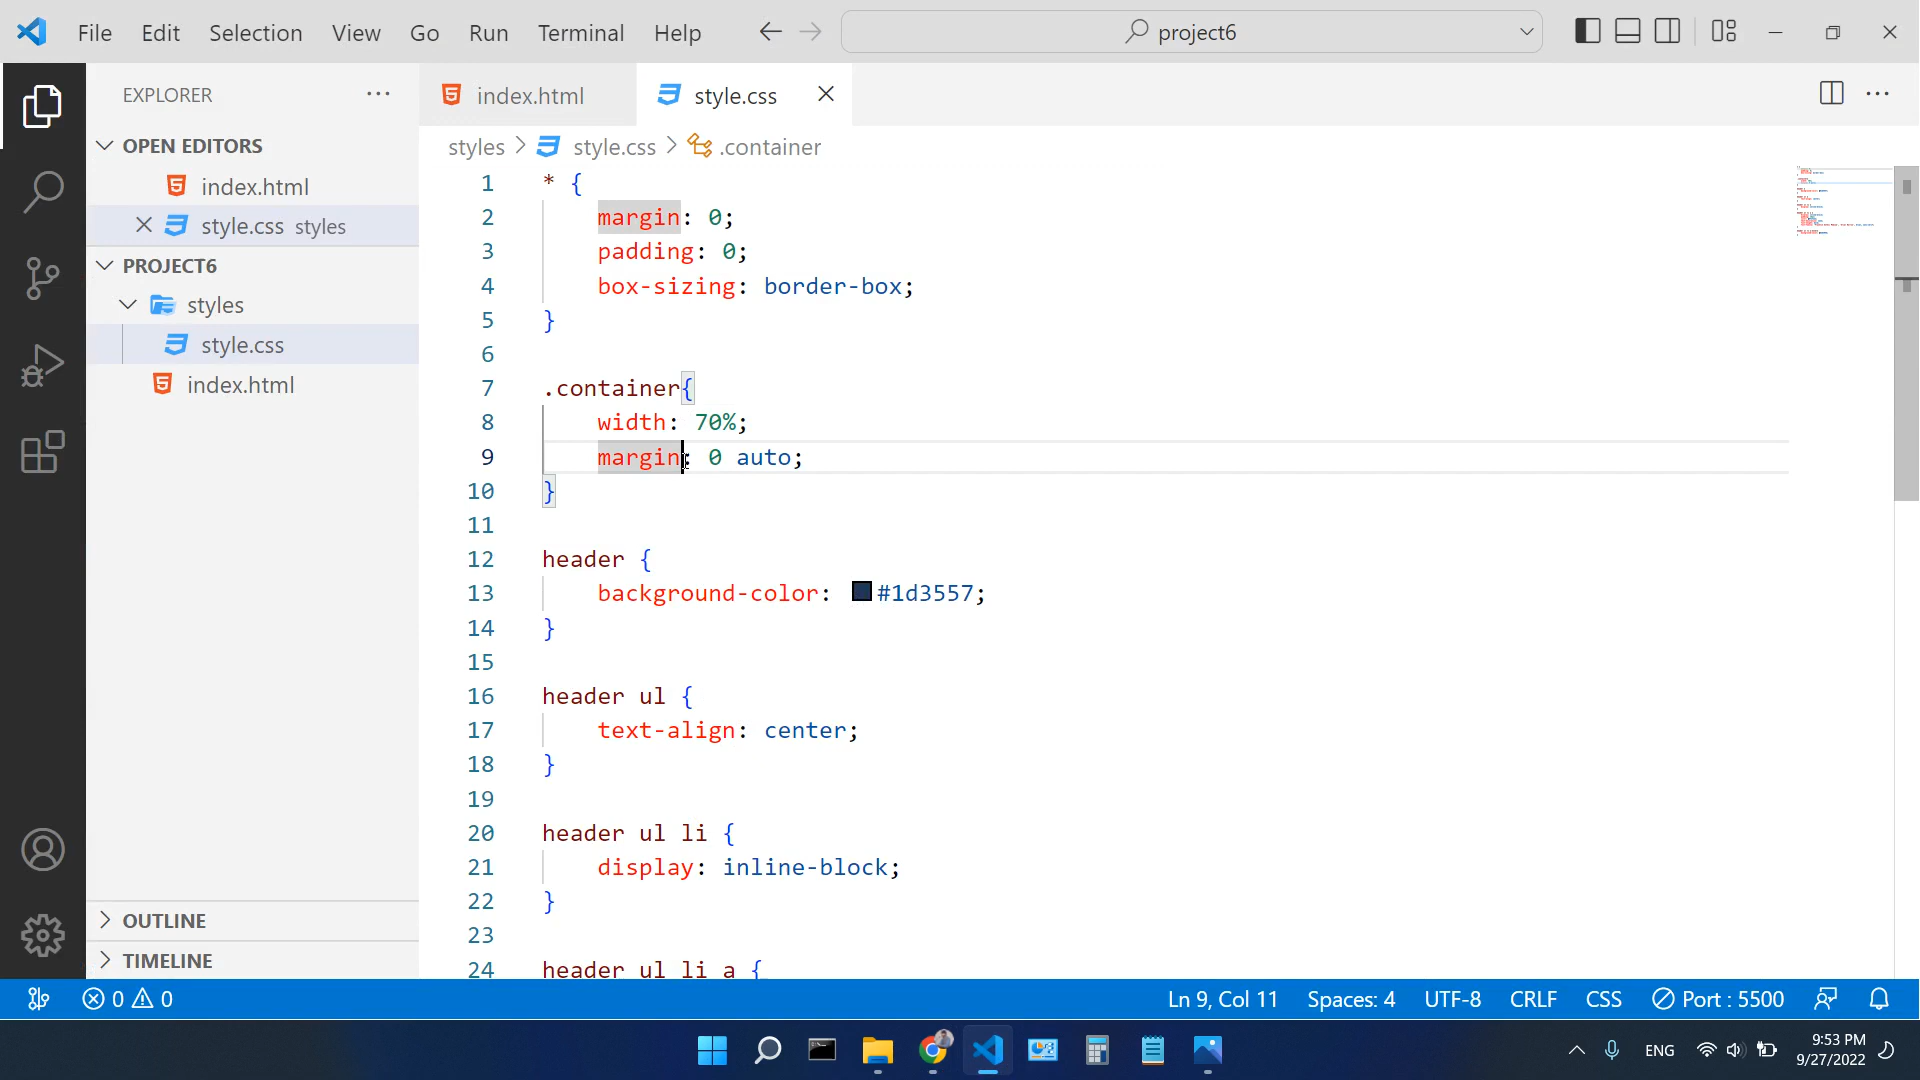 File Edit Selection View Go Run Terminal Help
project6
EXPLORER
OPEN EDITORS
index.html
style.css styles
PROJECT6
styles
style.css
index.html
OUTLINE
TIMELINE
index.html
style.css
styles > style.css > .container
1 * {
2 margin: 0;
3 padding: 0;
4 box-sizing: border-box;
5 }
6
7 .container{
8 width: 70%;
9 margin: 0 auto;
10 }
11
12 header {
13 background-color: #1d3557;
14 }
15
16 header ul {
17 text-align: center;
18 }
19
20 header ul li {
21 display: inline-block;
22 }
23
24 header ul li a {
0 0
Ln 9, Col 11 Spaces: 4 UTF-8 CRLF CSS Port : 5500
ENG
9:53 PM
9/27/2022